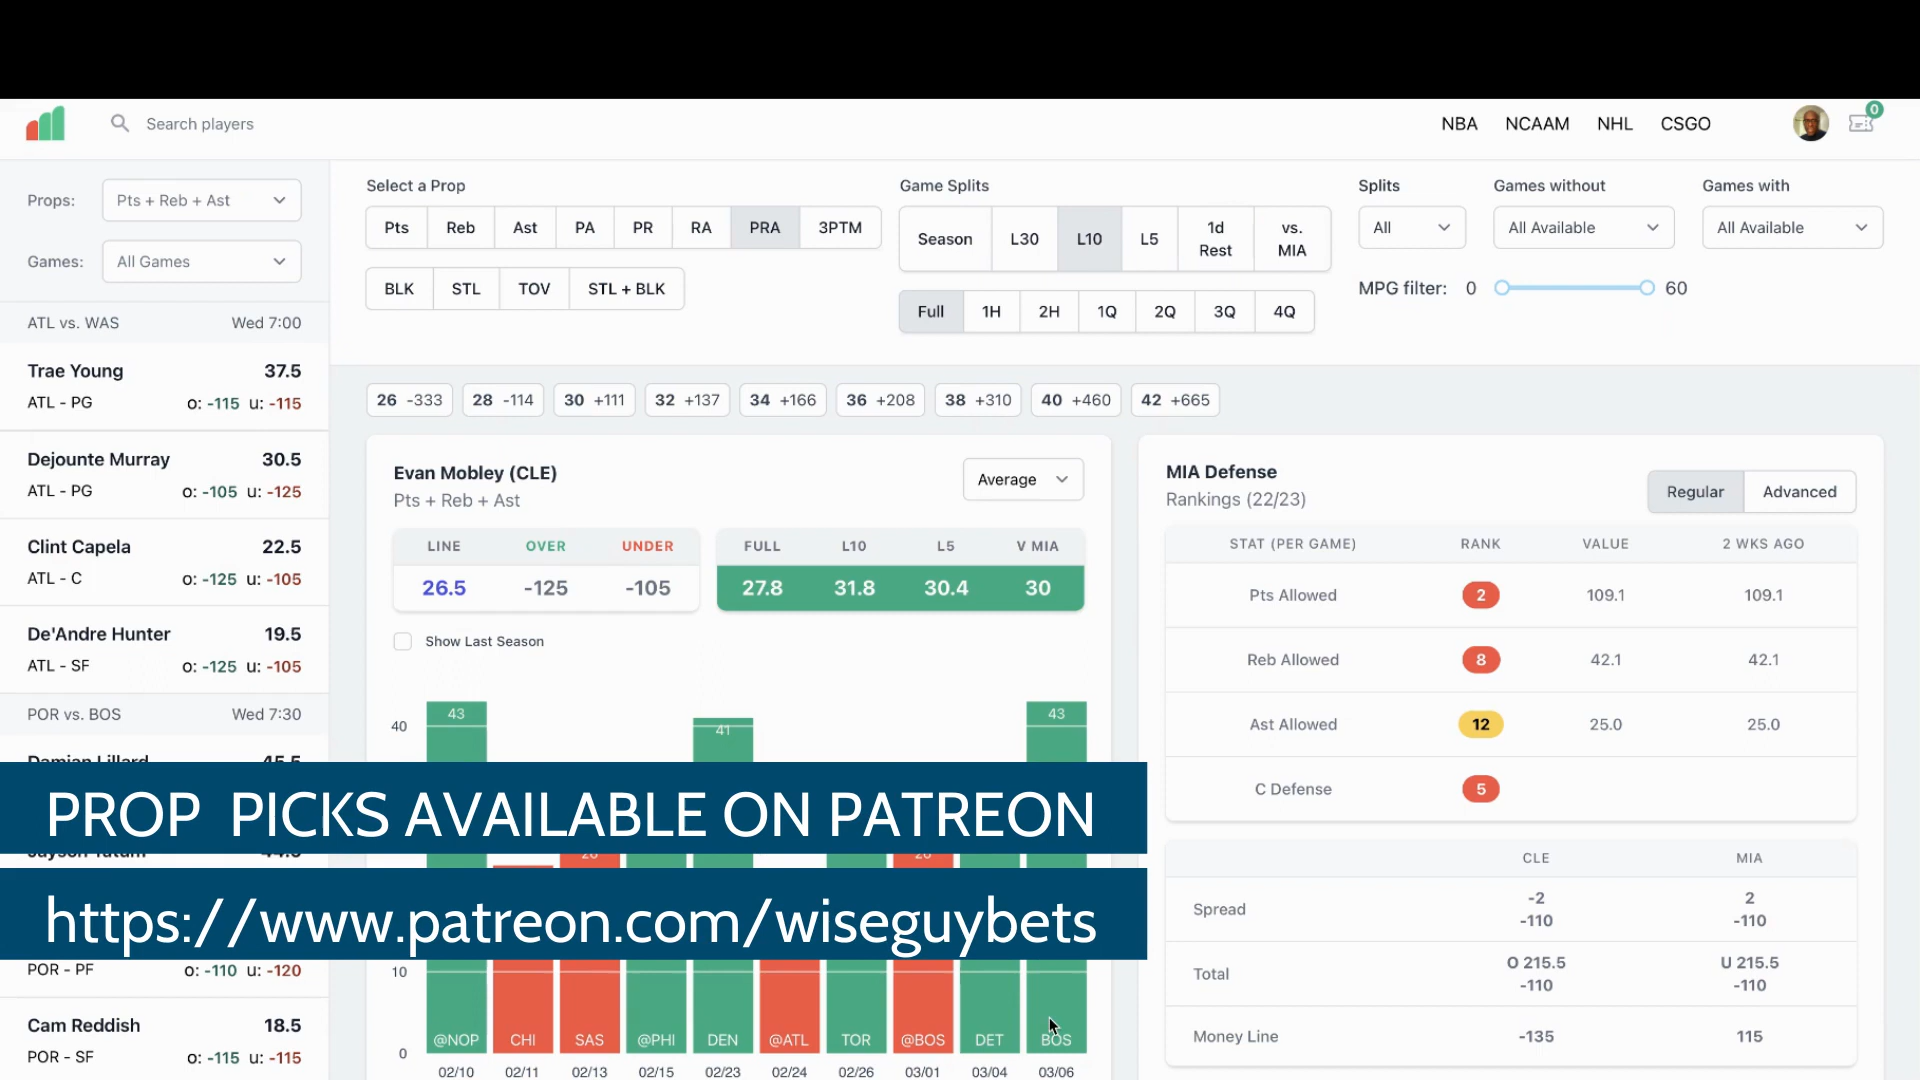 Search players
NBA NCAAM NHL CSGO
0
Props: Pts + Reb + Ast
Games: All Games
ATL vs. WAS Wed 7:00
Trae Young 37.5
ATL - PG o: -115 u: -115
Dejounte Murray 30.5
ATL - PG o: -105 u: -125
Clint Capela 22.5
ATL - C o: -125 u: -105
De'Andre Hunter 19.5
ATL - SF o: -125 u: -105
POR vs. BOS Wed 7:30
Damian Lillard 45.5
Jayson Tatum 44.5
POR - PF o: -110 u: -120
Cam Reddish 18.5
POR - SF o: -115 u: -115
Select a Prop
Pts Reb Ast PA PR RA PRA 3PTM
BLK STL TOV STL + BLK
Game Splits
Season L30 L10 L5 1d Rest vs. MIA
Full 1H 2H 1Q 2Q 3Q 4Q
Splits Games without Games with
All All Available All Available
MPG filter: 0 60
26 -333 28 -114 30 +111 32 +137 34 +166 36 +208 38 +310 40 +460 42 +665
Evan Mobley (CLE)
Pts + Reb + Ast
Average
LINE OVER UNDER FULL L10 L5 V MIA
26.5 -125 -105 27.8 31.8 30.4 30
Show Last Season
43 41 43
40
26 26
10
0
@NOP CHI SAS @PHI DEN @ATL TOR @BOS DET BOS
02/10 02/11 02/13 02/15 02/23 02/24 02/26 03/01 03/04 03/06
MIA Defense
Rankings (22/23)
Regular Advanced
STAT (PER GAME) RANK VALUE 2 WKS AGO
Pts Allowed 2 109.1 109.1
Reb Allowed 8 42.1 42.1
Ast Allowed 12 25.0 25.0
C Defense 5
CLE MIA
Spread -2 2
-110 -110
Total O 215.5 U 215.5
-110 -110
Money Line -135 115
PROP PICKS AVAILABLE ON PATREON
https://www.patreon.com/wiseguybets